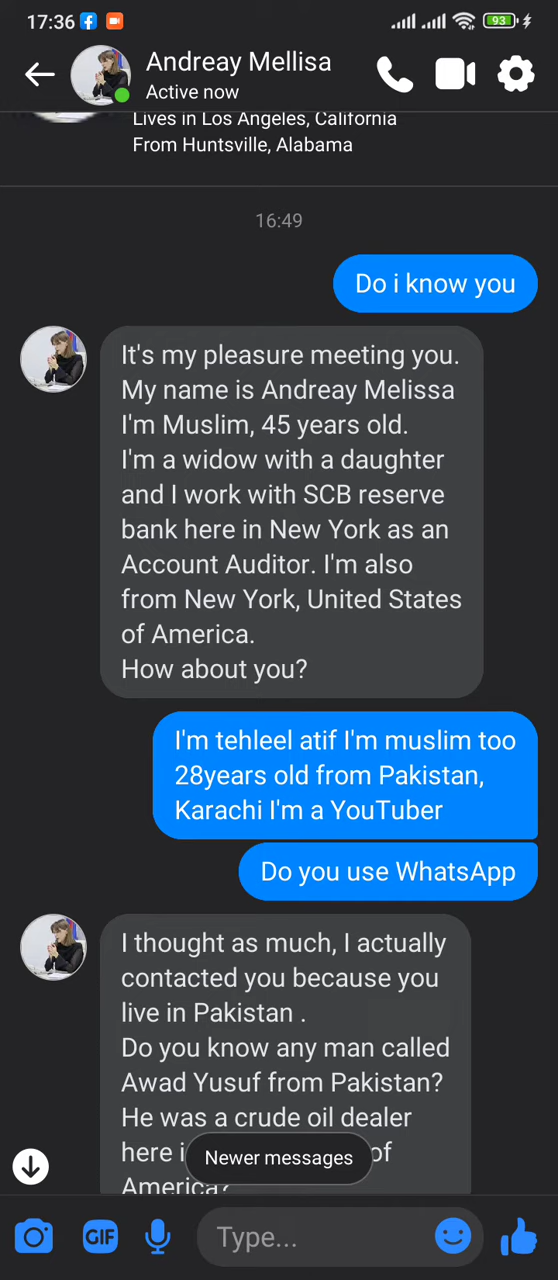 17:36
93
Andreay Mellisa
Active now
Lives in Los Angeles, California
From Huntsville, Alabama
16:49
Do i know you
It's my pleasure meeting you.
My name is Andreay Melissa
I'm Muslim, 45 years old.
I'm a widow with a daughter
and I work with SCB reserve
bank here in New York as an
Account Auditor. I'm also
from New York, United States
of America.
How about you?
I'm tehleel atif I'm muslim too
28years old from Pakistan,
Karachi I'm a YouTuber
Do you use WhatsApp
I thought as much, I actually
contacted you because you
live in Pakistan .
Do you know any man called
Awad Yusuf from Pakistan?
He was a crude oil dealer
here i
of
America?
Newer messages
GIF
Type...